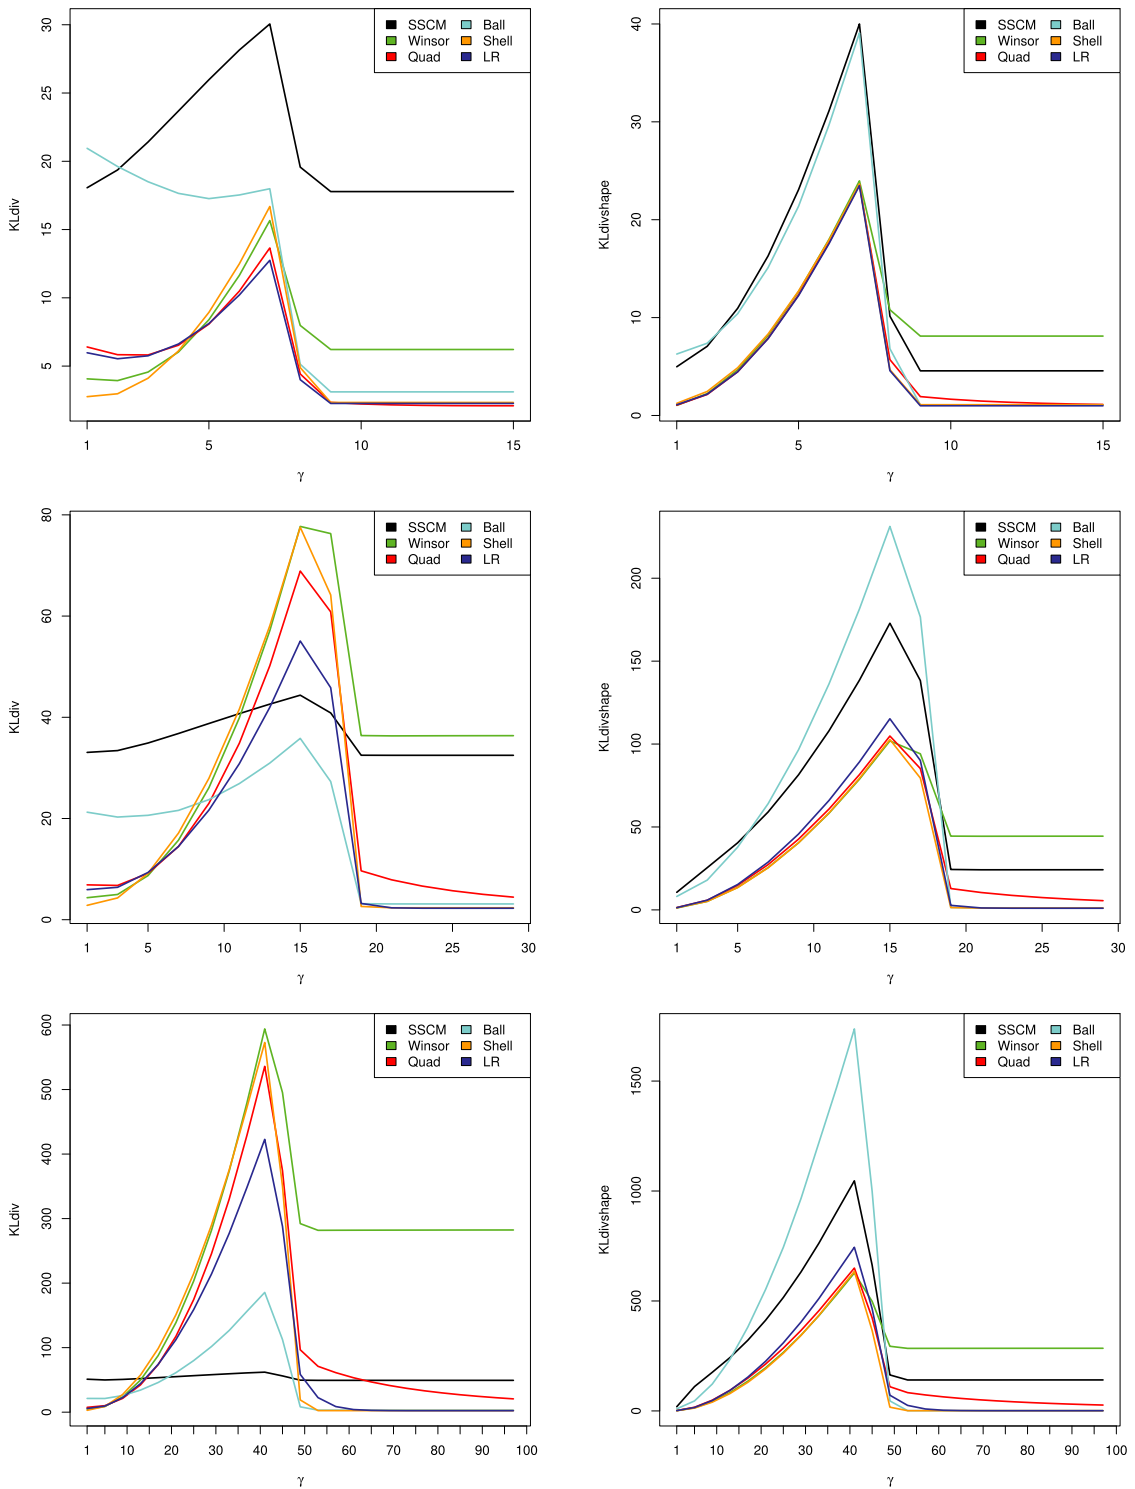 SSCM Ball
Winsor Shell
Quad LR
KLdiv
30
25
20
15
10
5
1 5 10 15
γ
SSCM Ball
Winsor Shell
Quad LR
KLdivshape
40
30
20
10
0
1 5 10 15
γ
SSCM Ball
Winsor Shell
Quad LR
KLdiv
80
60
40
20
0
1 5 10 15 20 25 30
γ
SSCM Ball
Winsor Shell
Quad LR
KLdivshape
200
150
100
50
0
1 5 10 15 20 25 30
γ
SSCM Ball
Winsor Shell
Quad LR
KLdiv
600
500
400
300
200
100
0
1 10 20 30 40 50 60 70 80 90 100
γ
SSCM Ball
Winsor Shell
Quad LR
KLdivshape
1500
1000
500
0
1 10 20 30 40 50 60 70 80 90 100
γ